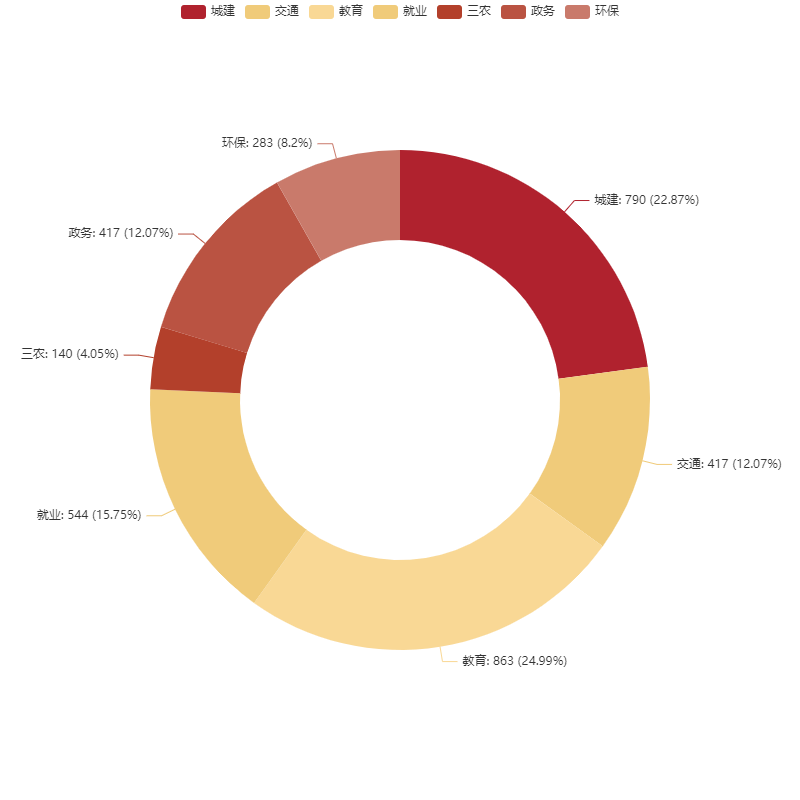 城建 交通 教育 就业 三农 政务 环保
环保: 283 (8.2%)
城建: 790 (22.87%)
政务: 417 (12.07%)
三农: 140 (4.05%)
交通: 417 (12.07%)
就业: 544 (15.75%)
教育: 863 (24.99%)